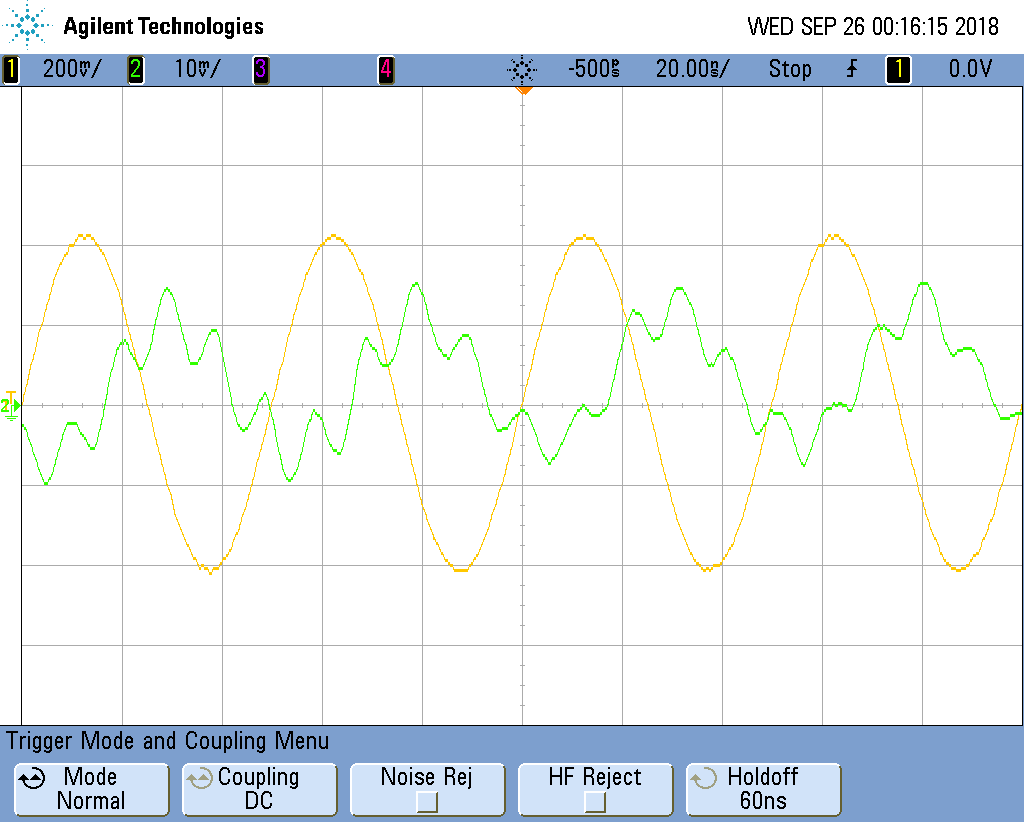 Agilent Technologies WED SEP 26 00:16:15 2018
1 200mV/ 2 10mV/ 3 4 -500ps 20.00ns/ Stop 1 0.0V
2
Trigger Mode and Coupling Menu
Mode Coupling Noise Rej HF Reject Holdoff
Normal DC 60ns